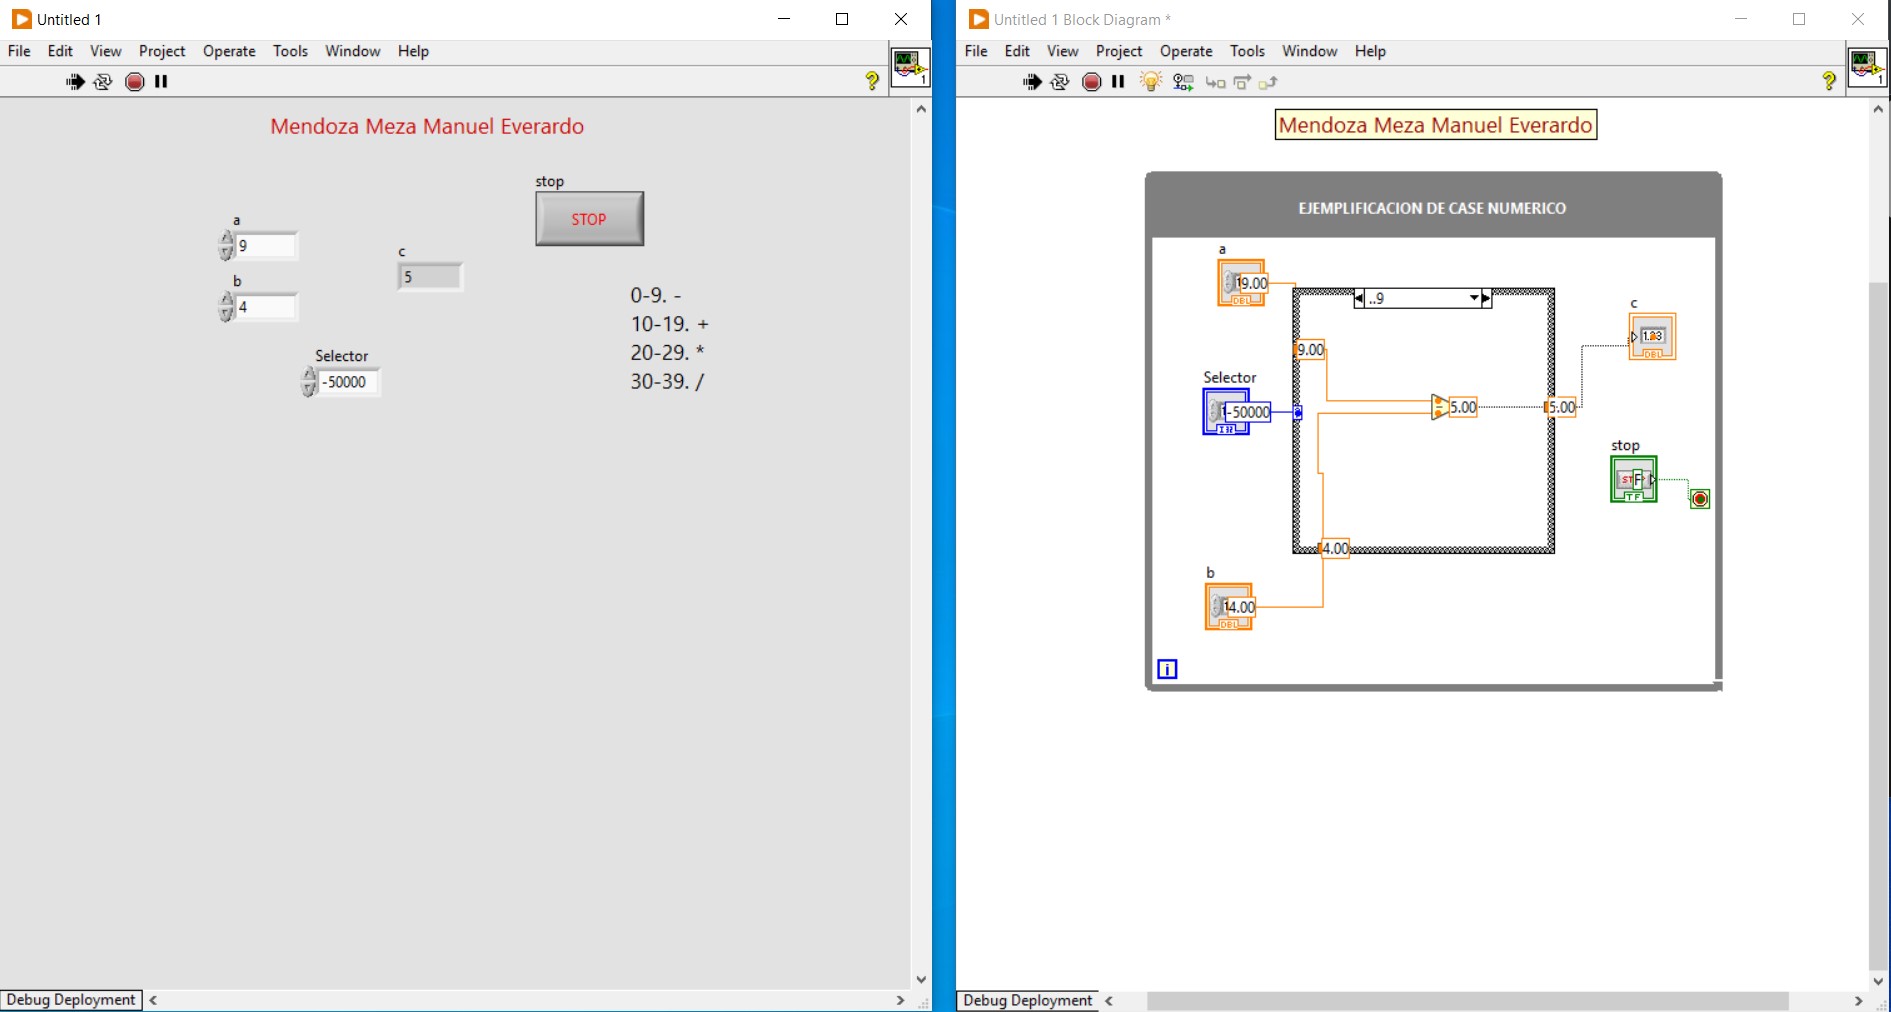 Untitled 1
File Edit View Project Operate Tools Window Help
1
Mendoza Meza Manuel Everardo
stop
STOP
a
9
c
5
b
4
0-9. -
10-19. +
20-29. *
30-39. /
Selector
-50000
Debug Deployment
Untitled 1 Block Diagram *
File Edit View Project Operate Tools Window Help
1
Mendoza Meza Manuel Everardo
EJEMPLIFICACION DE CASE NUMERICO
a
9.00
DBL
..9
c
1.23
DBL
9.00
Selector
-50000
I32
5.00
5.00
stop
F
TF
4.00
b
4.00
DBL
i
Debug Deployment